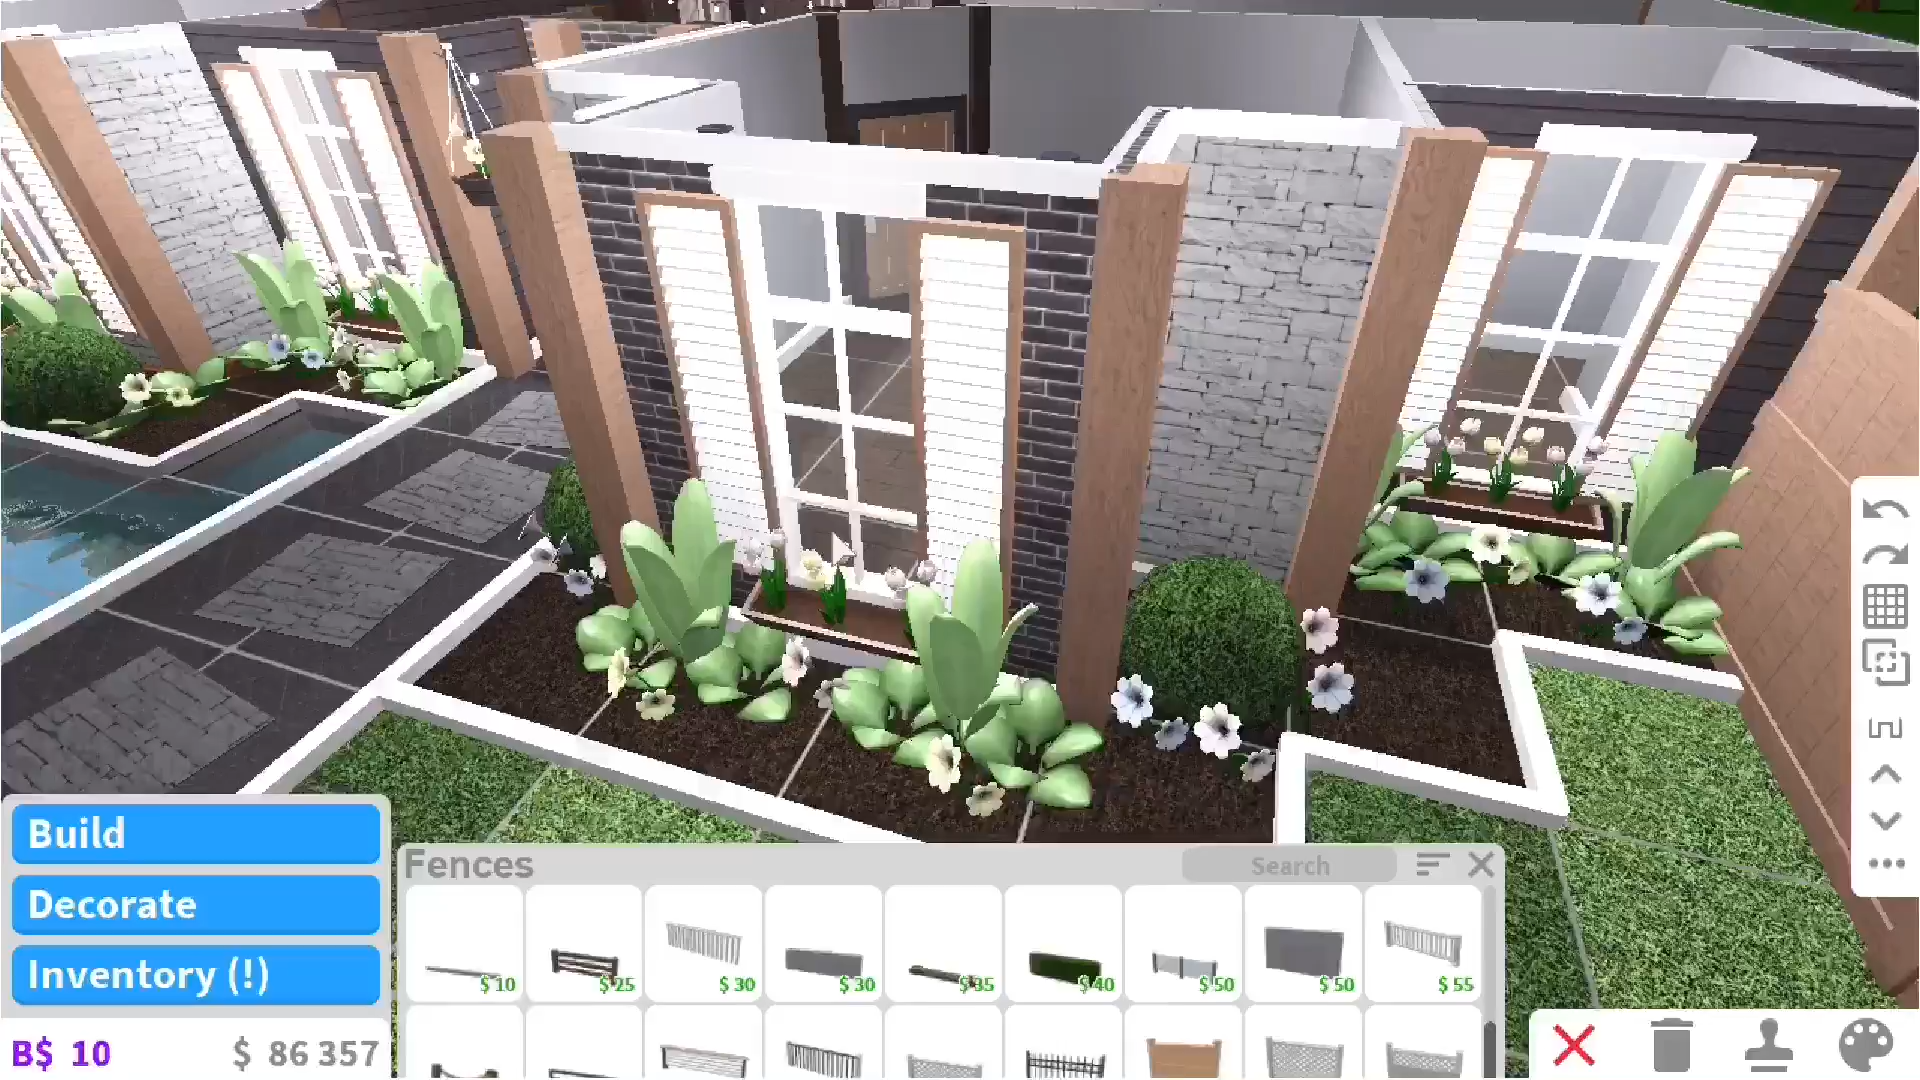 Build
Decorate
Inventory (!)
B$ 10
$ 86 357
Fences
Search
$ 10
$ 25
$ 30
$ 30
$ 35
$ 40
$ 50
$ 50
$ 55